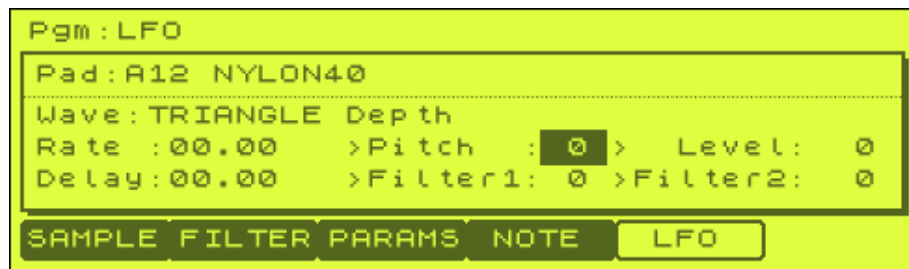 Pgm:LFO
Pad:A12 NYLON40
Wave:TRIANGLE Depth
Rate :00.00 >Pitch : 0 > Level: 0
Delay:00.00 >Filter1: 0 >Filter2: 0
SAMPLE FILTER PARAMS NOTE LFO